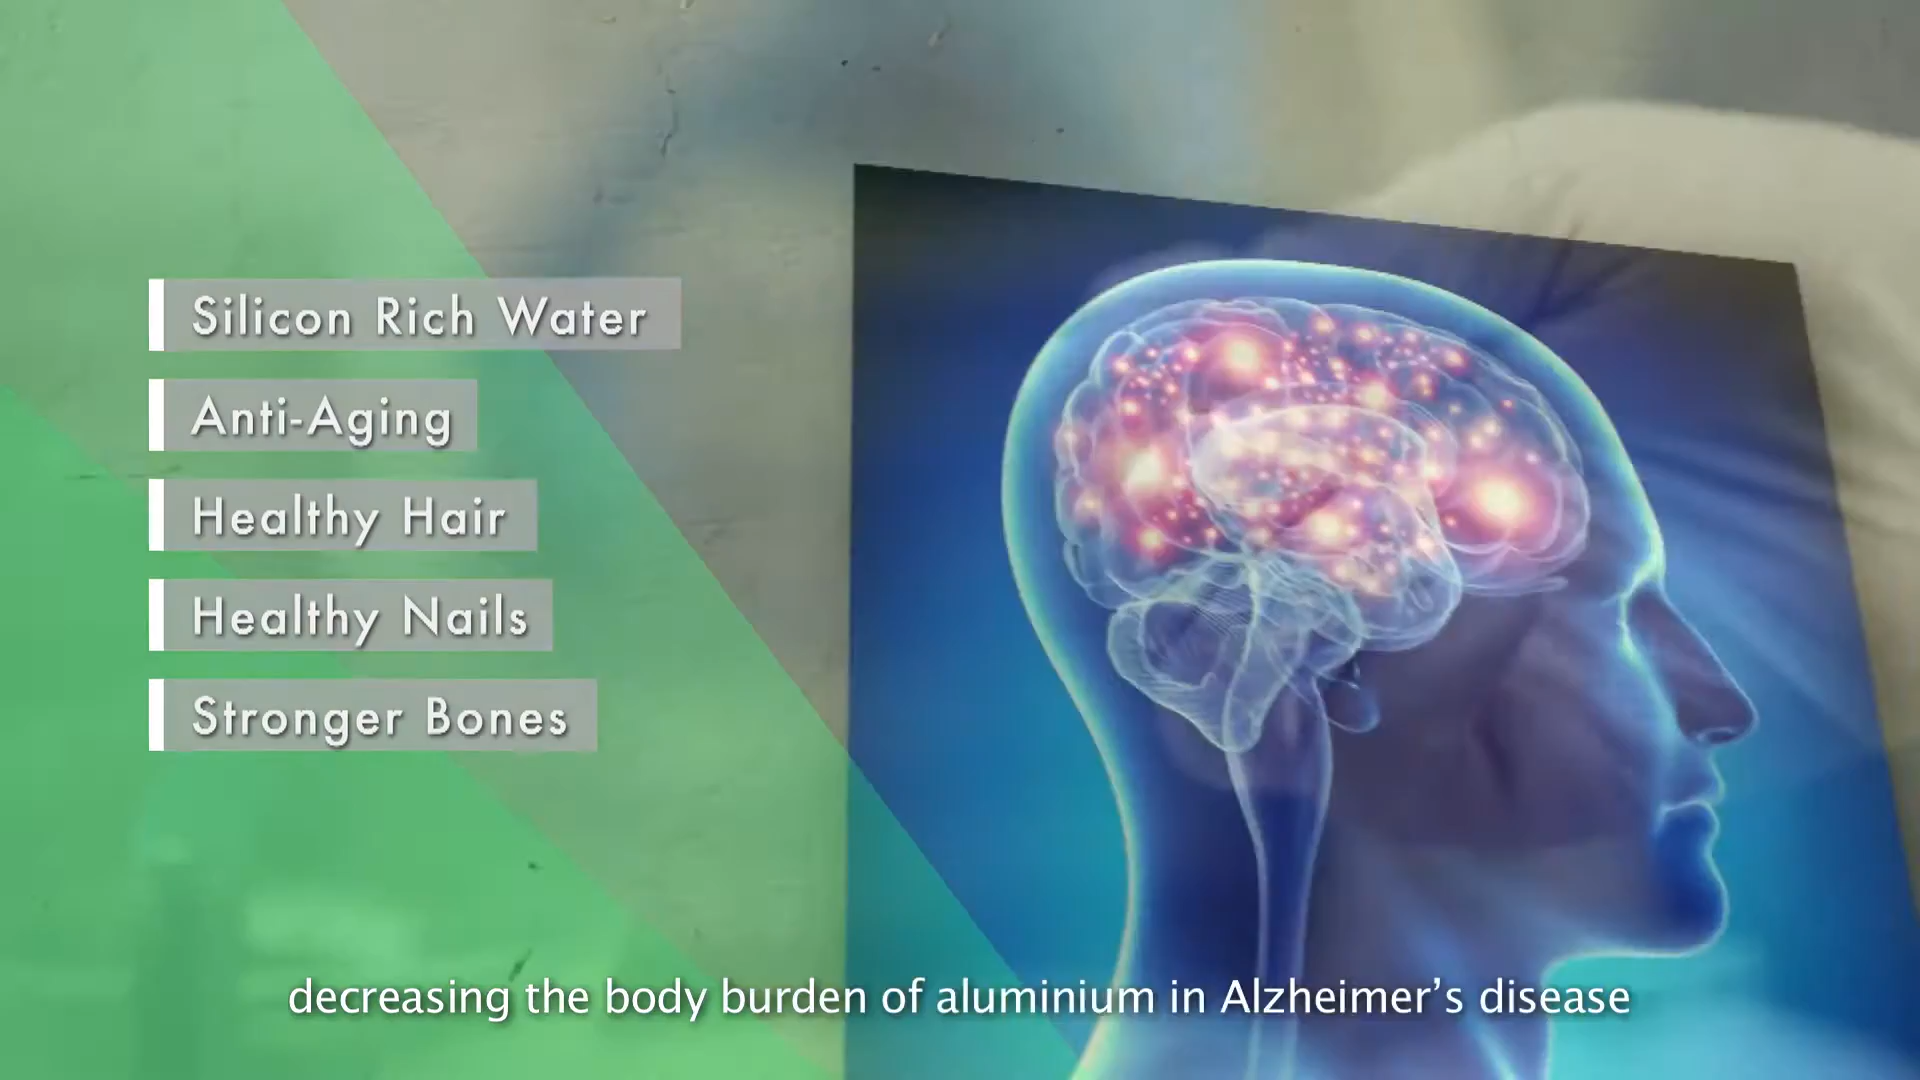 Silicon Rich Water
Anti-Aging
Healthy Hair
Healthy Nails
Stronger Bones
decreasing the body burden of aluminium in Alzheimer’s disease